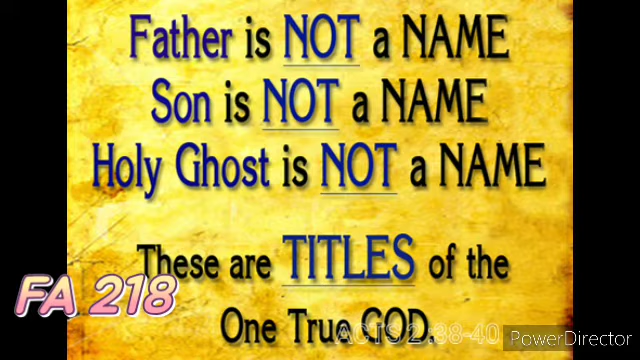 Father is NOT a NAME
Son is NOT a NAME
Holy Ghost is NOT a NAME
These are TITLES of the
One True GOD.
FA 218
ACTS 2:38-40
PowerDirector